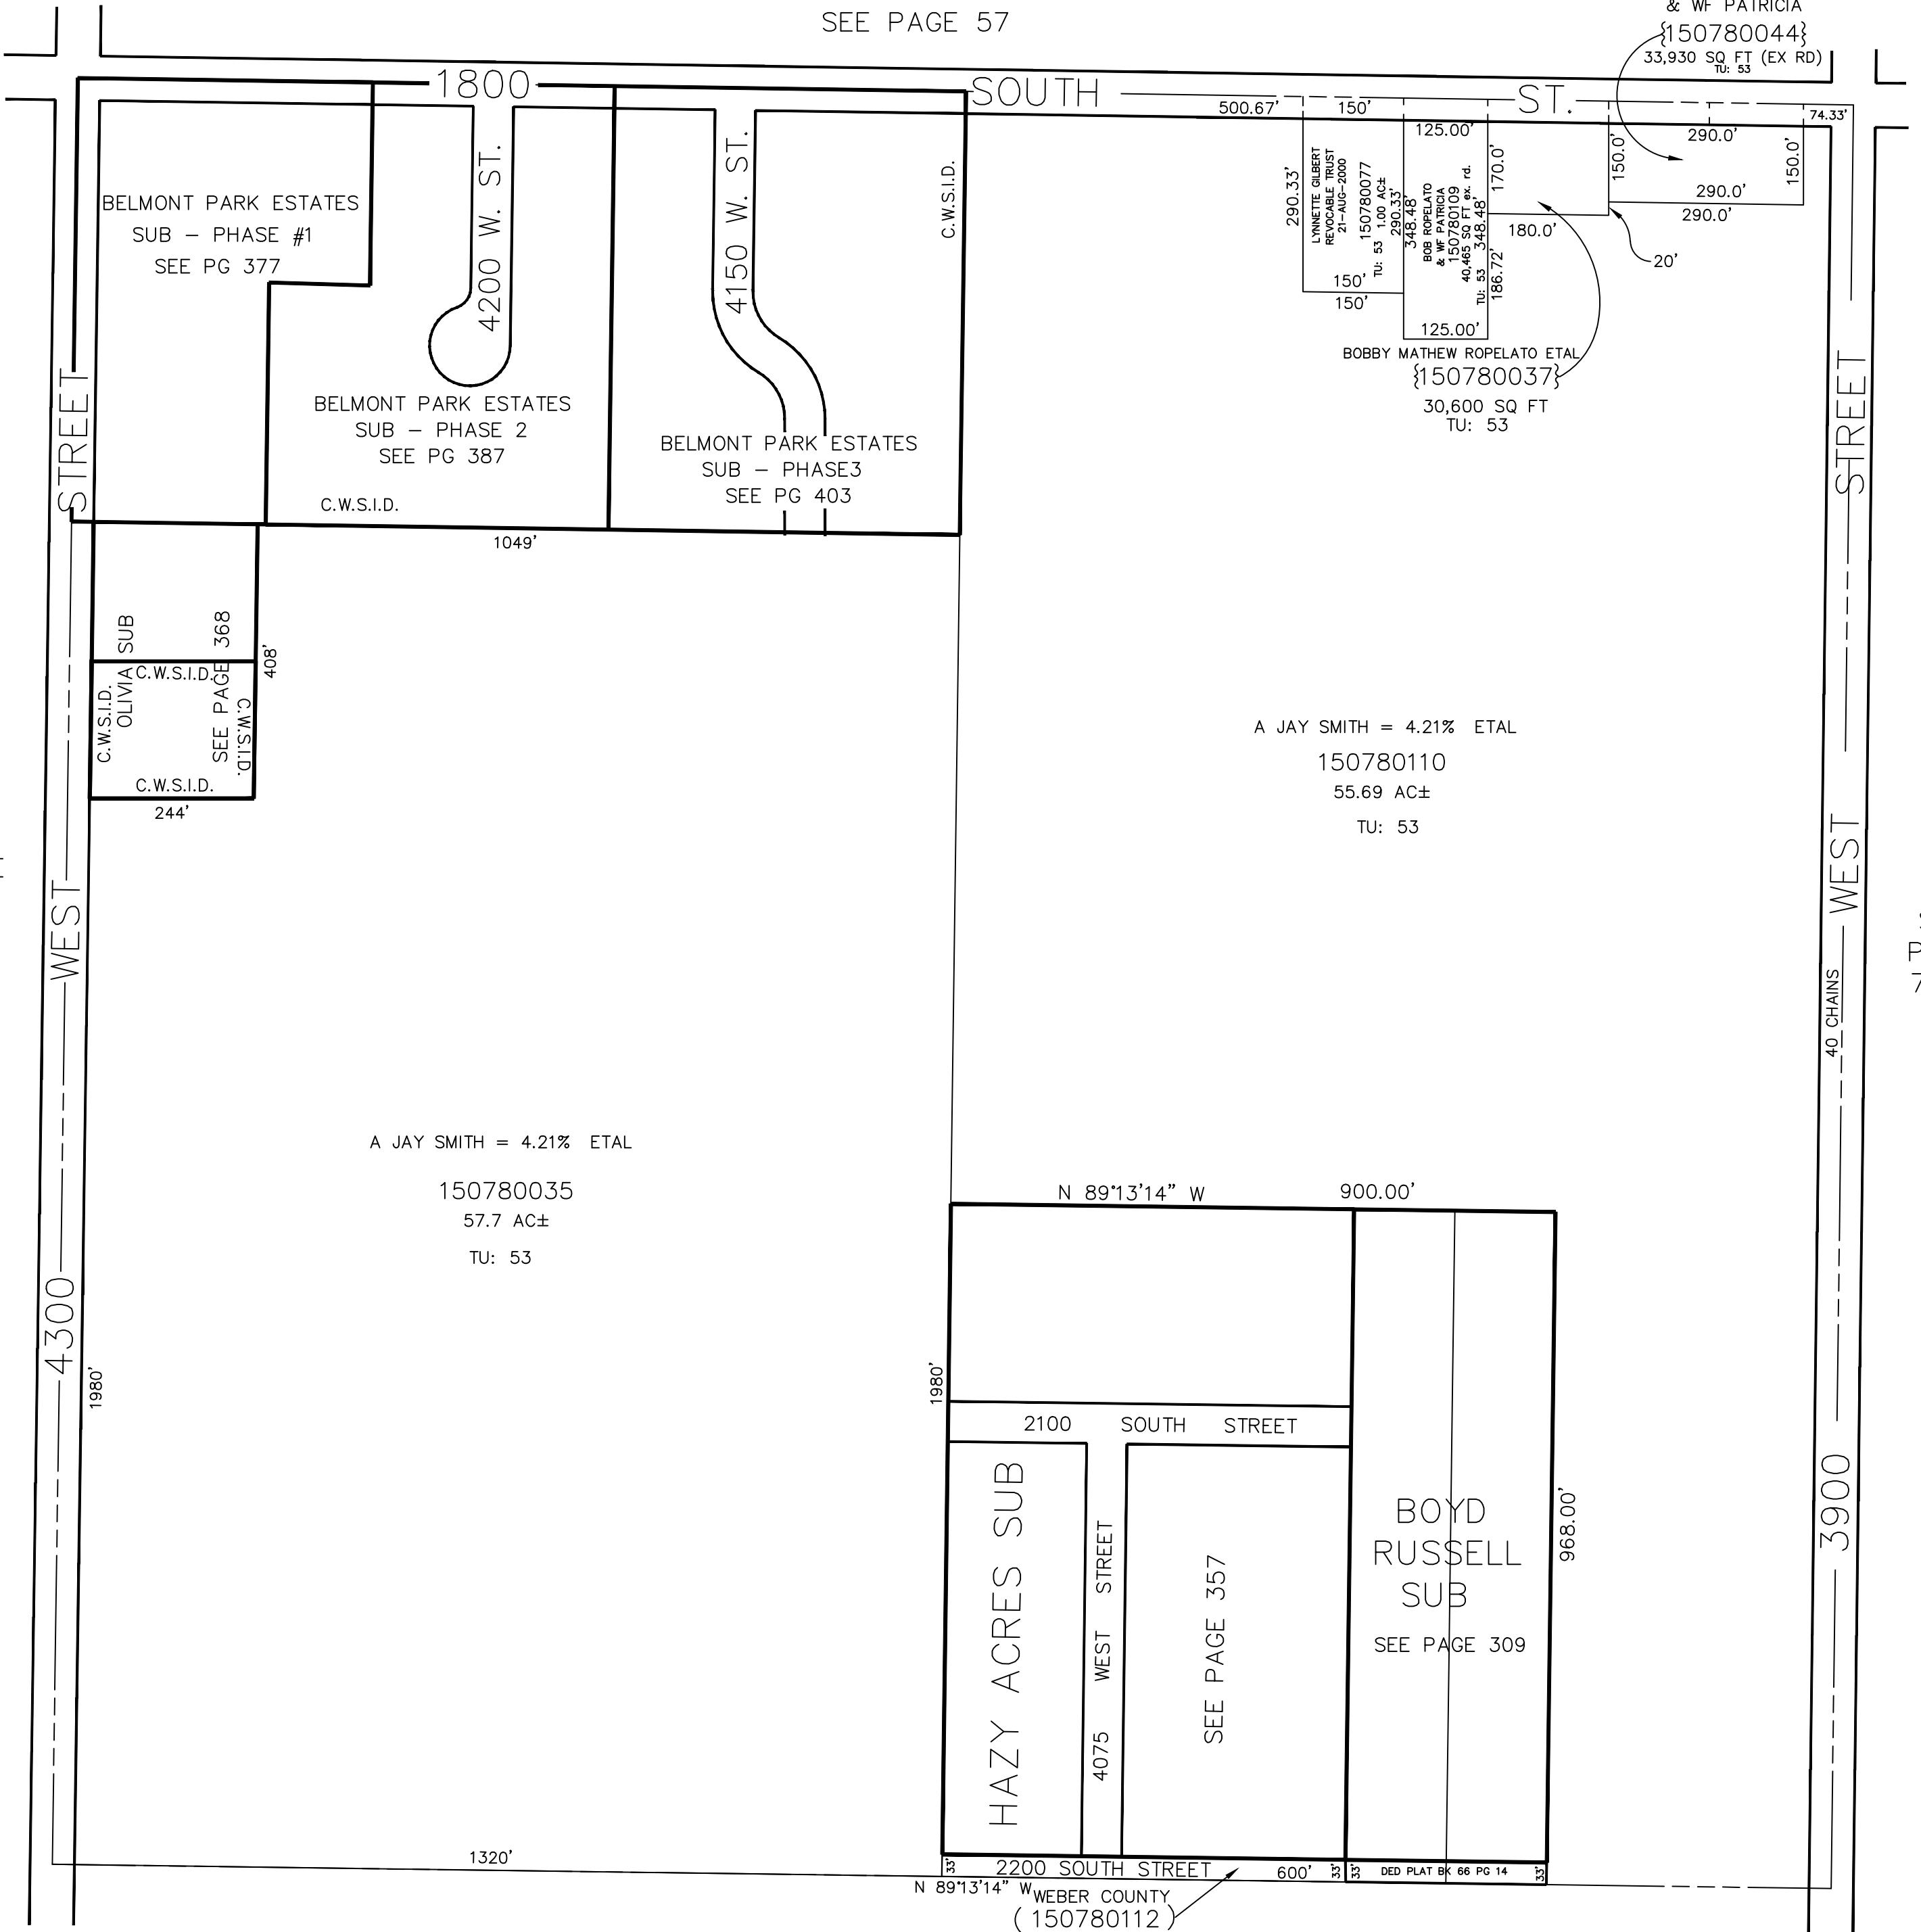 SEE PAGE 57
& WF PATRICIA
{150780044}
33,930 SQ FT (EX RD)
TU: 53
1800
SOUTH
ST.
500.67'
150'
125.00'
290.0'
74.33'
4200 W. ST.
4150 W. ST.
C.W.S.I.D.
BELMONT PARK ESTATES
SUB – PHASE #1
SEE PG 377
290.33'
LYNNETTE GILBERT
REVOCABLE TRUST
21-AUG-2000
150780077
TU: 53 1.00 AC±
290.33'
348.48'
BOB ROPELATO
& WF PATRICIA
150780109
40,465 SQ FT ex. rd.
TU: 53
348.48'
170.0'
186.72'
150.0'
150.0'
290.0'
290.0'
180.0'
20'
150'
150'
125.00'
BOBBY MATHEW ROPELATO ETAL
{150780037}
30,600 SQ FT
TU: 53
BELMONT PARK ESTATES
SUB – PHASE 2
SEE PG 387
C.W.S.I.D.
BELMONT PARK ESTATES
SUB – PHASE3
SEE PG 403
STREET
STREET
1049'
OLIVIA SUB
SEE PAGE 368
408'
C.W.S.I.D.
C.W.S.I.D.
C.W.S.I.D.
C.W.S.I.D.
244'
A JAY SMITH = 4.21% ETAL
150780110
55.69 AC±
TU: 53
WEST
WEST
40 CHAINS
P
A JAY SMITH = 4.21% ETAL
150780035
57.7 AC±
TU: 53
N 89°13'14" W
900.00'
4300
1980'
1980'
2100 SOUTH STREET
3900
HAZY ACRES SUB
4075 WEST STREET
SEE PAGE 357
BOYD
RUSSELL
SUB
SEE PAGE 309
968.00'
1320'
33'
2200 SOUTH STREET
600'
33'
33'
DED PLAT BK 66 PG 14
33'
N 89°13'14" W
WEBER COUNTY
(150780112)